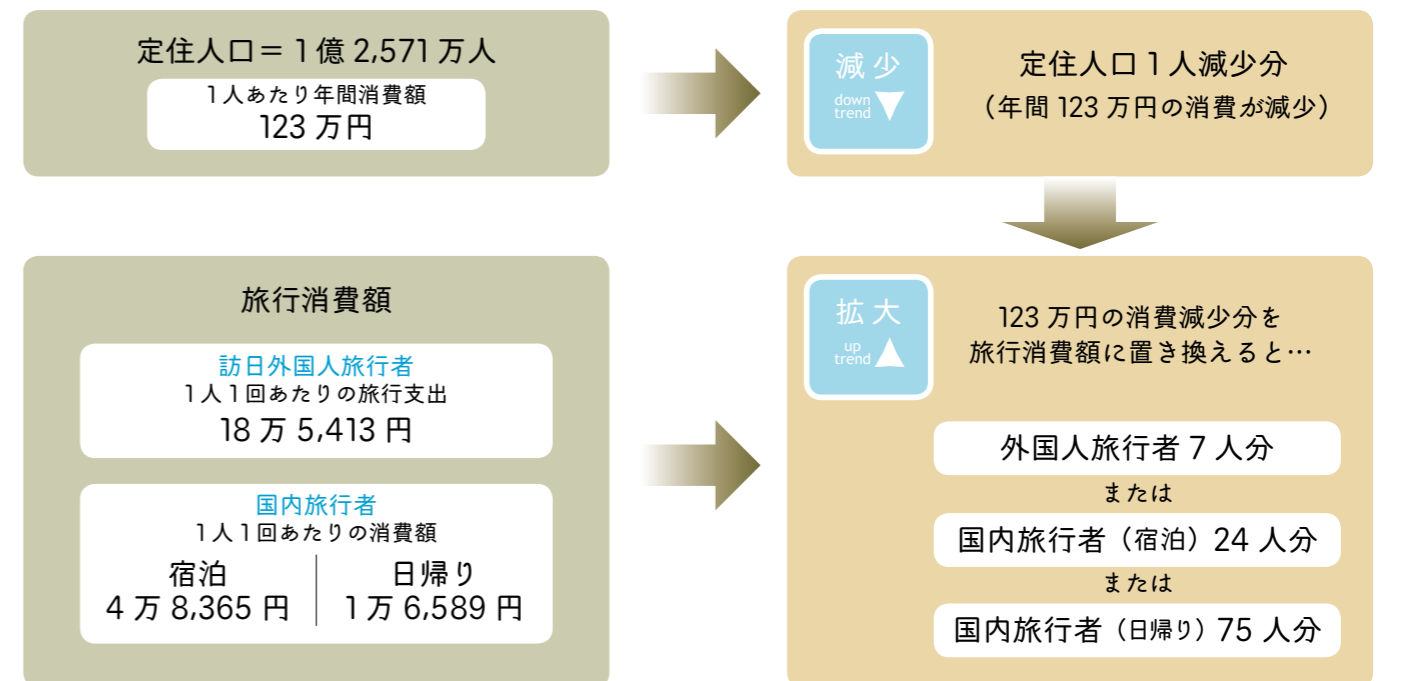 定住人口＝1億2,571万人
1人あたり年間消費額
123万円
減少
down
trend
定住人口1人減少分
（年間123万円の消費が減少）
旅行消費額
訪日外国人旅行者
1人1回あたりの旅行支出
18万5,413円
国内旅行者
1人1回あたりの消費額
宿泊
4万8,365円
日帰り
1万6,589円
拡大
up
trend
123万円の消費減少分を
旅行消費額に置き換えると…
外国人旅行者7人分
または
国内旅行者（宿泊）24人分
または
国内旅行者（日帰り）75人分